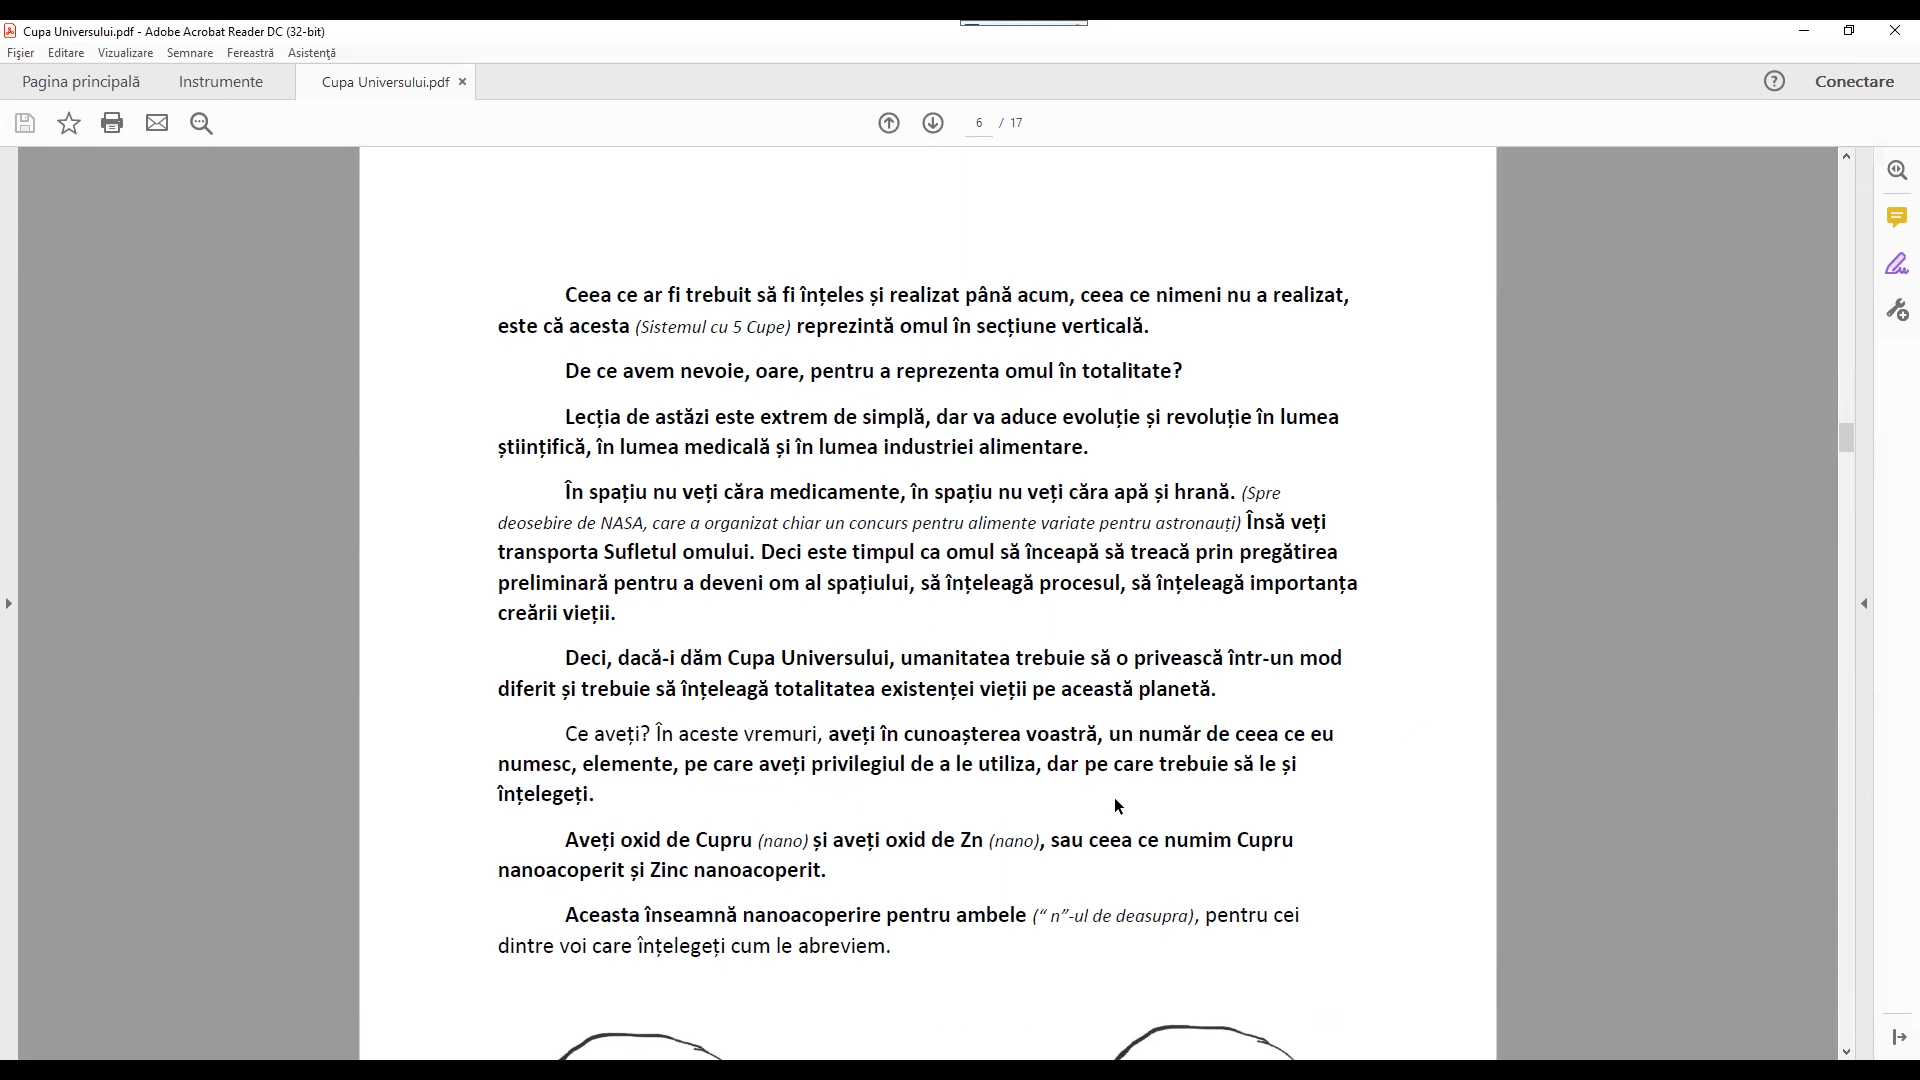 Cupa Universului.pdf - Adobe Acrobat Reader DC (32-bit)
Fişier Editare Vizualizare Semnare Fereastră Asistenţă
Pagina principală Instrumente Cupa Universului.pdf × Conectare
6 / 17
Ceea ce ar fi trebuit să fi înțeles și realizat până acum, ceea ce nimeni nu a realizat,
este că acesta (Sistemul cu 5 Cupe) reprezintă omul în secțiune verticală.
De ce avem nevoie, oare, pentru a reprezenta omul în totalitate?
Lecția de astăzi este extrem de simplă, dar va aduce evoluție și revoluție în lumea
științifică, în lumea medicală și în lumea industriei alimentare.
În spațiu nu veți căra medicamente, în spațiu nu veți căra apă și hrană. (Spre
deosebire de NASA, care a organizat chiar un concurs pentru alimente variate pentru astronauți) Însă veți
transporta Sufletul omului. Deci este timpul ca omul să înceapă să treacă prin pregătirea
preliminară pentru a deveni om al spațiului, să înțeleagă procesul, să înțeleagă importanța
creării vieții.
Deci, dacă-i dăm Cupa Universului, umanitatea trebuie să o privească într-un mod
diferit și trebuie să înțeleagă totalitatea existenței vieții pe această planetă.
Ce aveți? În aceste vremuri, aveți în cunoașterea voastră, un număr de ceea ce eu
numesc, elemente, pe care aveți privilegiul de a le utiliza, dar pe care trebuie să le și
înțelegeți.
Aveți oxid de Cupru (nano) și aveți oxid de Zn (nano), sau ceea ce numim Cupru
nanoacoperit și Zinc nanoacoperit.
Aceasta înseamnă nanoacoperire pentru ambele (“ n”-ul de deasupra), pentru cei
dintre voi care înțelegeți cum le abreviem.